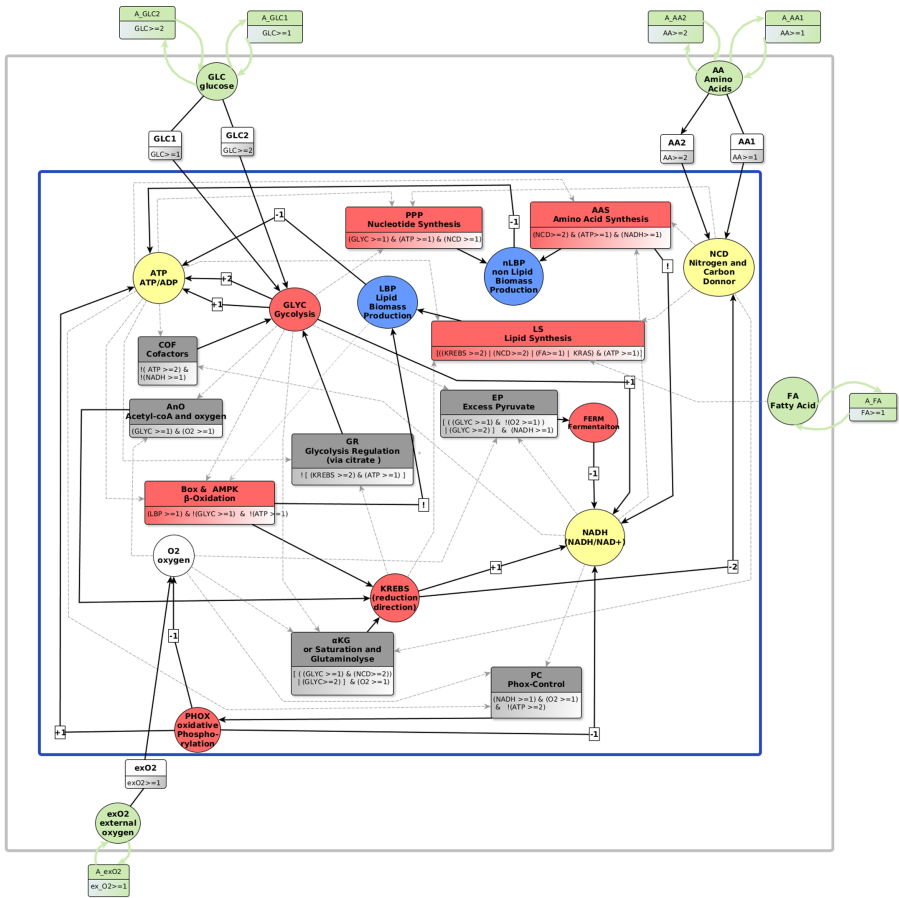 A_GLC2
GLC>=2
A_GLC1
GLC>=1
A_AA2
AA>=2
A_AA1
AA>=1
GLC
glucose
AA
Amino
Acids
GLC1
GLC>=1
GLC2
GLC>=2
AA2
AA>=2
AA1
AA>=1
PPP
Nucleotide Synthesis
(GLYC >=1) & (ATP >=1) & (NCD >=1)
AAS
Amino Acid Synthesis
(NCD>=2) & (ATP>=1) & (NADH>=1)
-1
-1
!
NCD
Nitrogen and
Carbon
Donnor
ATP
ATP/ADP
+2
+1
GLYC
Gycolysis
LBP
Lipid
Biomass
Production
nLBP
non Lipid
Biomass
Production
LS
Lipid Synthesis
[((KREBS >=2) | (NCD>=2) | (FA>=1) | KRAS) & (ATP >=1)]
COF
Cofactors
!( ATP >=2) &
!(NADH >=1)
+1
AnO
Acetyl-coA and oxygen
(GLYC >=1) & (O2 >=1)
EP
Excess Pyruvate
[ ( (GLYC >=1) & !(O2 >=1) )
| (GLYC >=2) ] & (NADH >=1)
FERM
Fermentaiton
FA
Fatty Acid
A_FA
FA>=1
GR
Glycolysis Regulation
(via citrate )
! [ (KREBS >=2) & (ATP >=1) ]
-1
Box & AMPK
β-Oxidation
(LBP >=1) & !(GLYC >=1) & !(ATP >=1)
!
NADH
(NADH/NAD+)
O2
oxygen
+1
-2
KREBS
(reduction
direction)
-1
αKG
or Saturation and
Glutaminolyse
[ ( (GLYC >=1) & (NCD>=2))
| (GLYC>=2) ] & (O2 >=1)
PC
Phox-Control
(NADH >=1) & (O2 >=1)
& !(ATP >=2)
PHOX
oxidative
Phospho-
rylation
+1
-1
exO2
exO2>=1
exO2
external
oxygen
A_exO2
ex_O2>=1